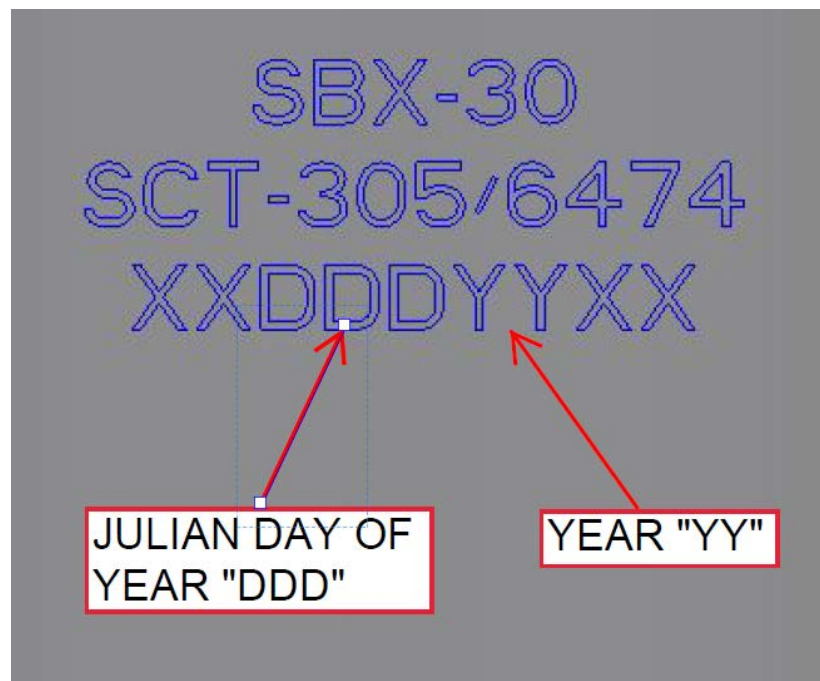 SBX-30
SCT-305/6474
XXDDDYYXX
JULIAN DAY OF
YEAR "DDD"
YEAR "YY"